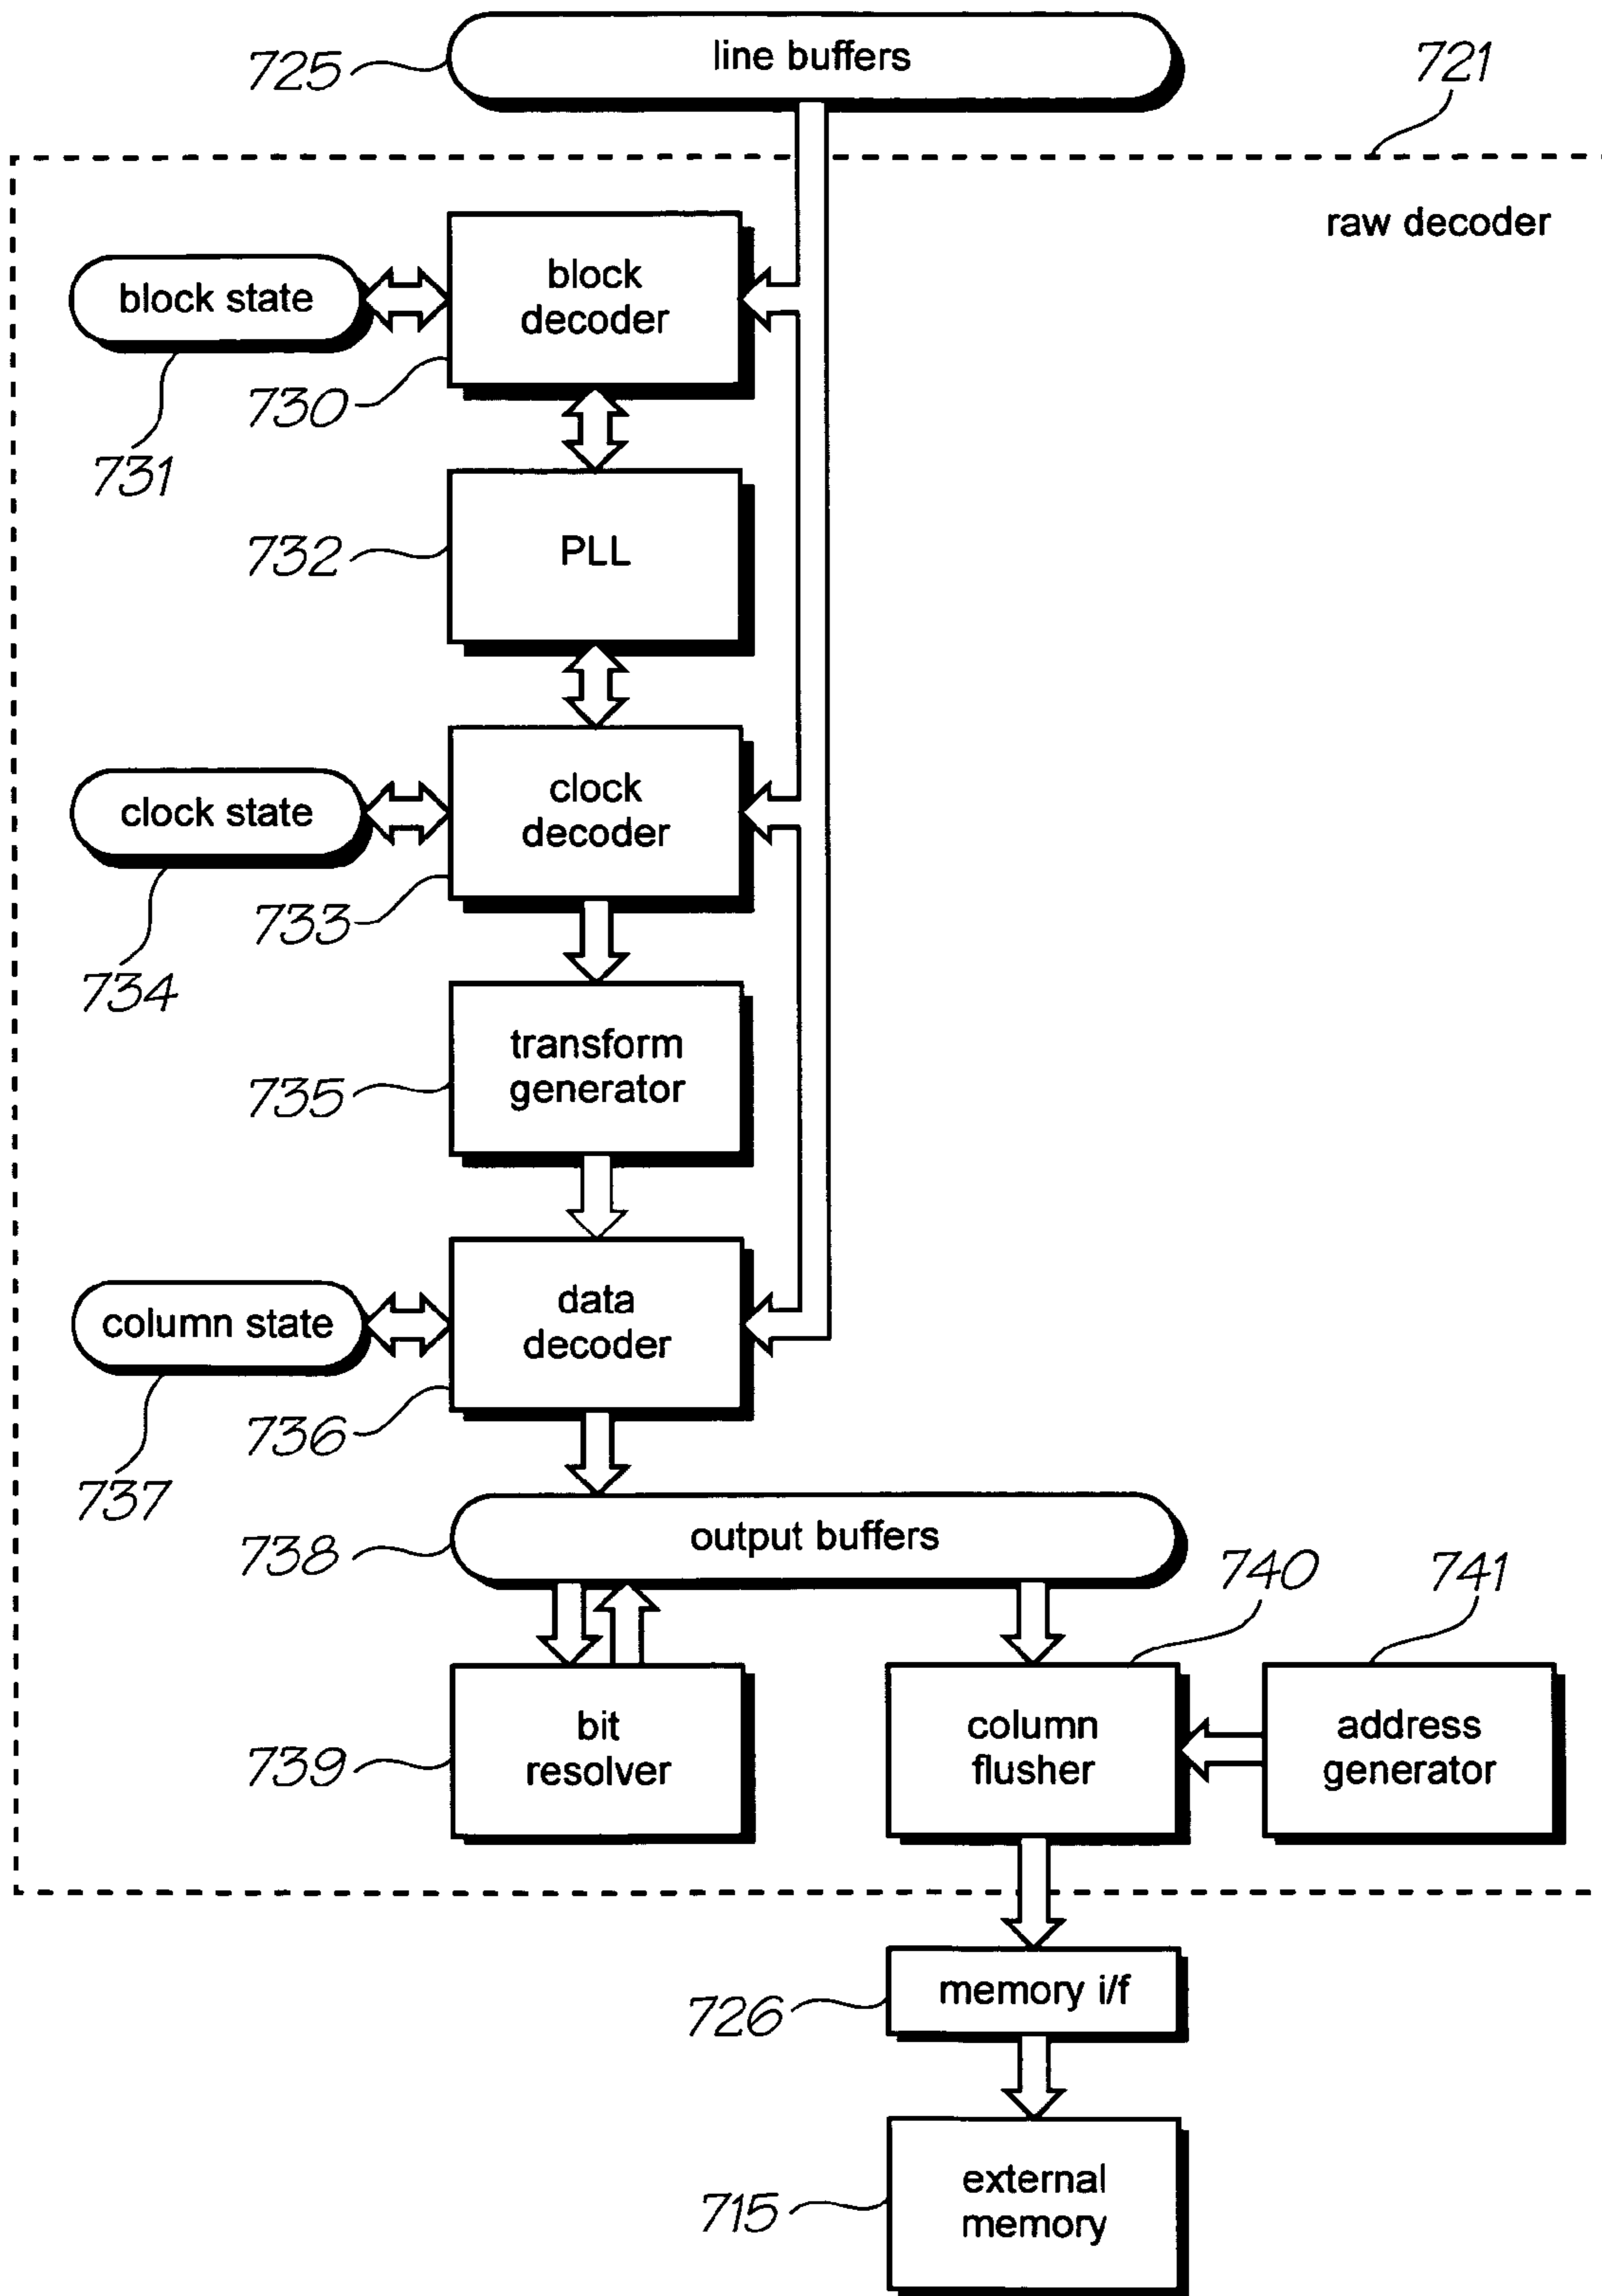 725
line buffers
721
raw decoder
block state
block
decoder
730
731
732
PLL
clock state
clock
decoder
733
734
transform
generator
735
column state
data
decoder
736
737
738
output buffers
740
741
bit
resolver
739
column
flusher
address
generator
memory i/f
726
external
memory
715